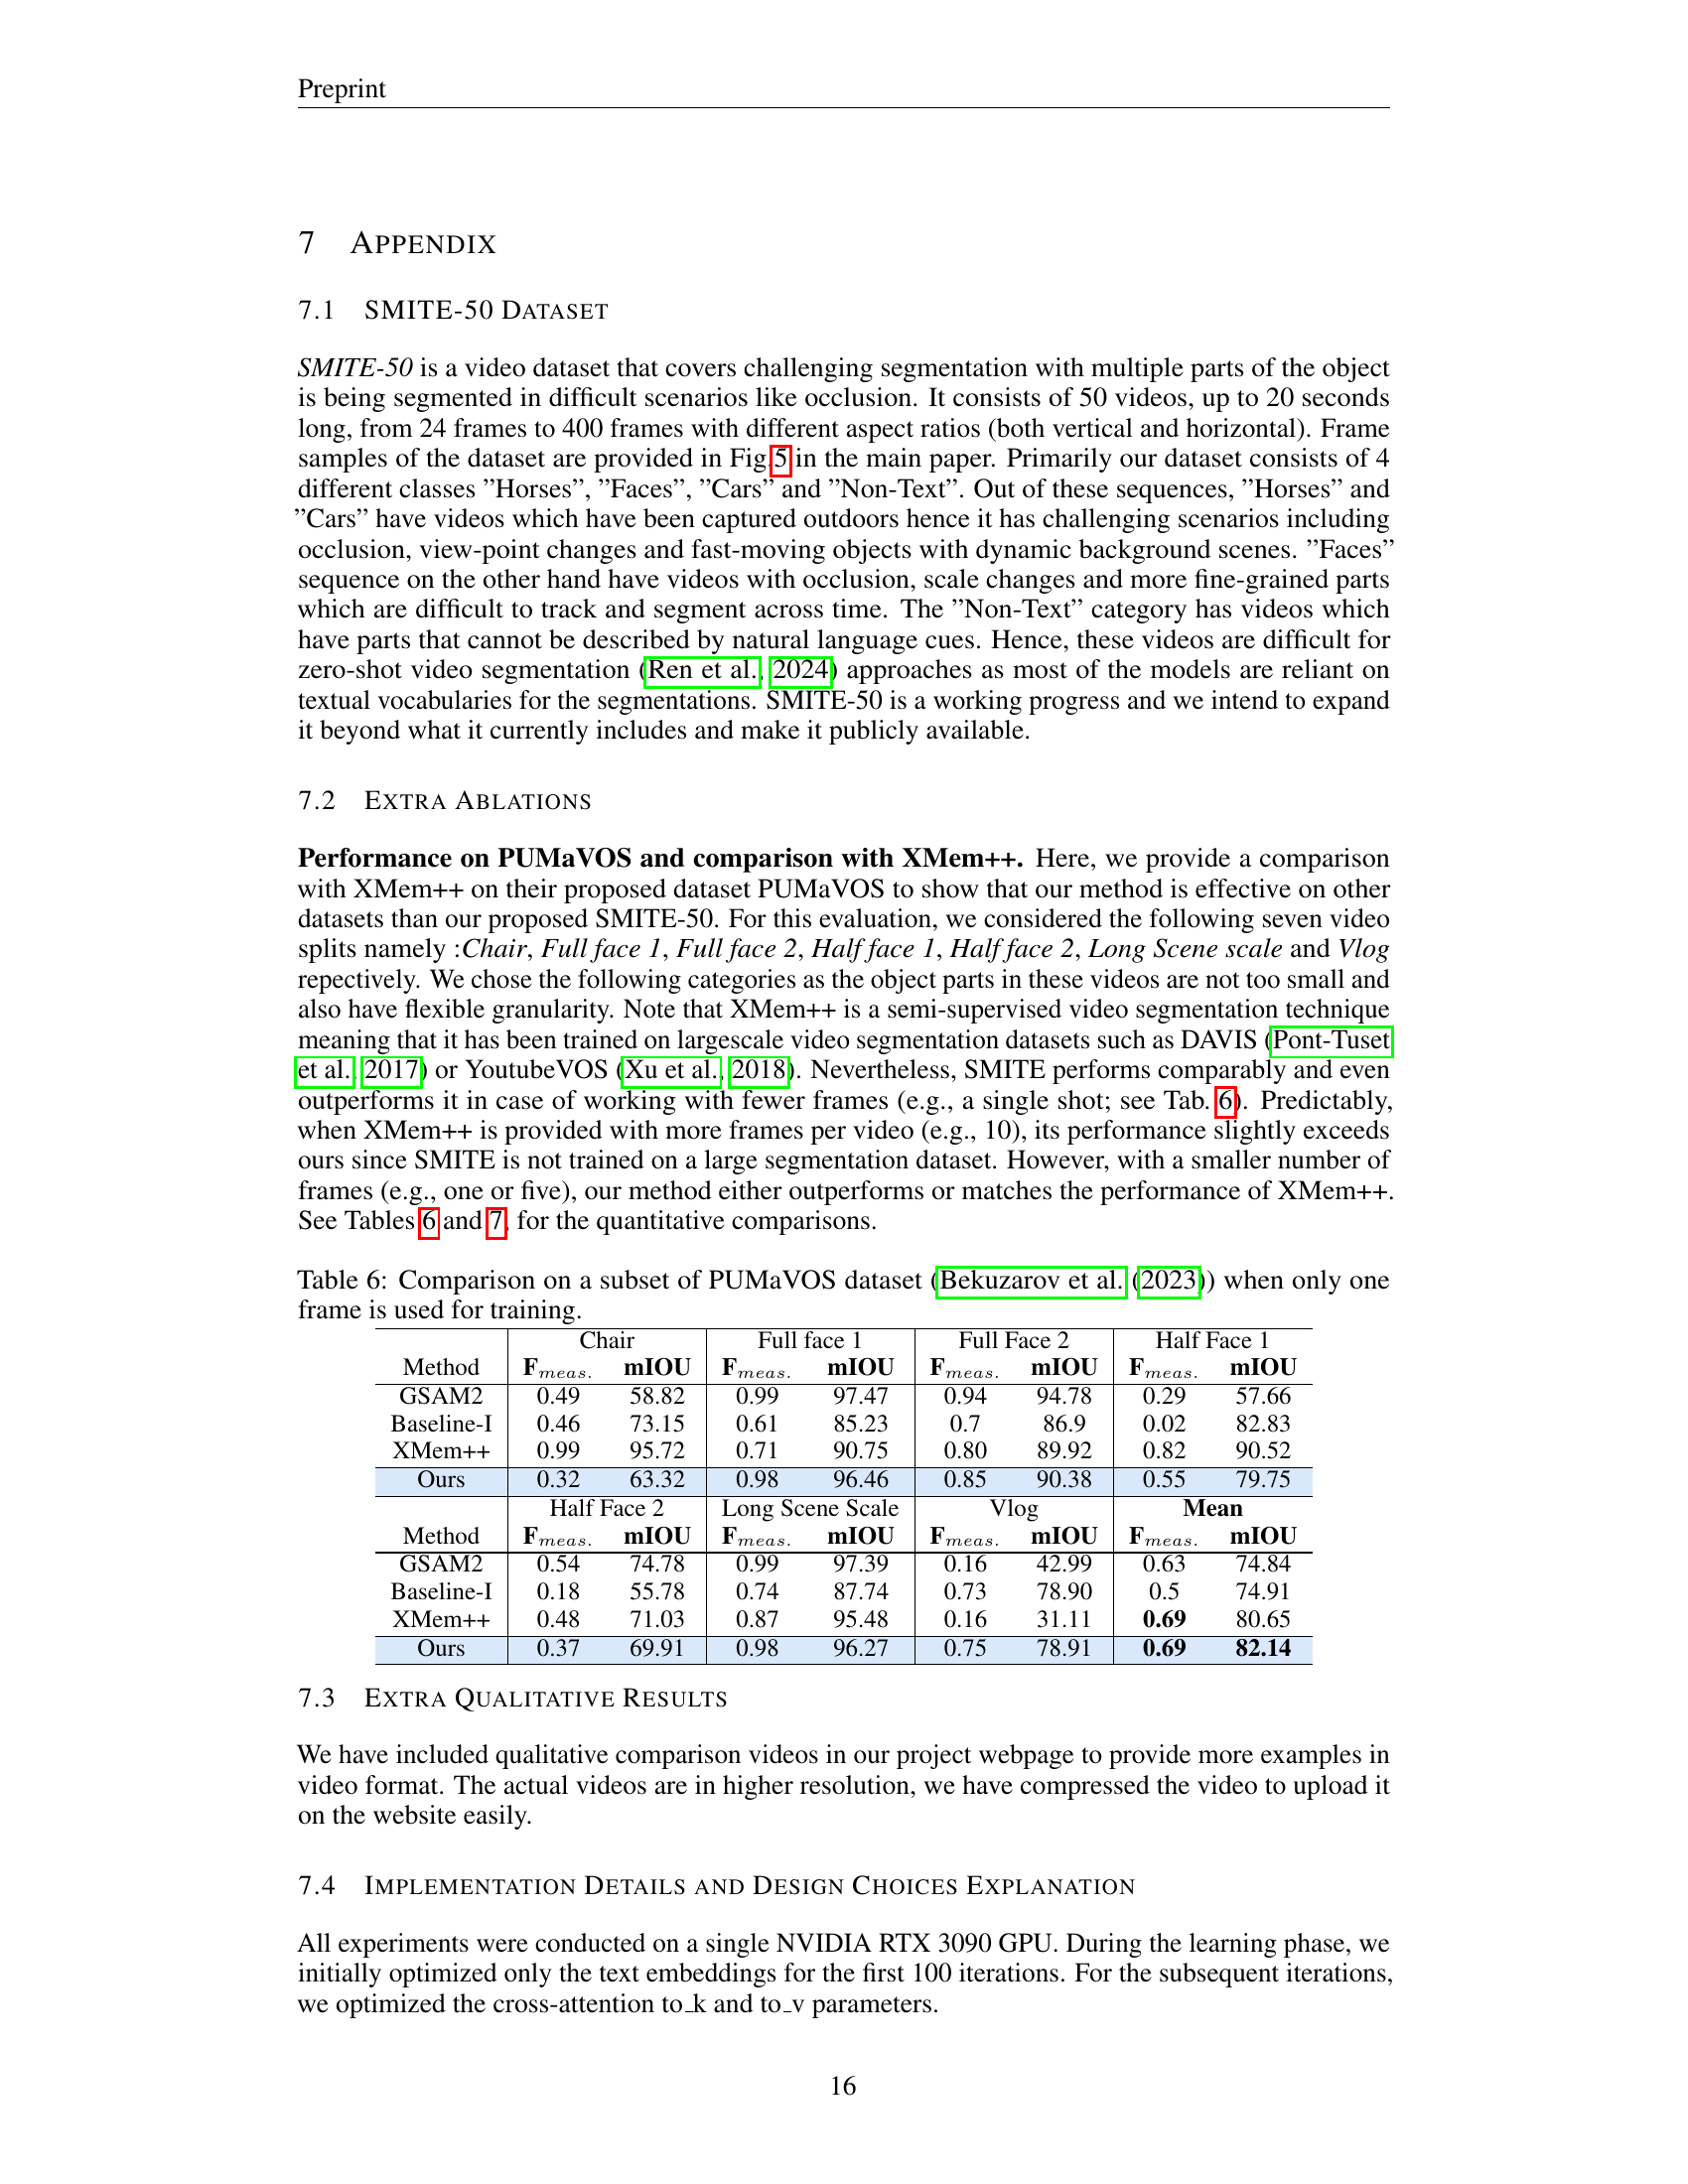 Preprint
7 APPENDIX
7.1 SMITE-50 DATASET
SMITE-50 is a video dataset that covers challenging segmentation with multiple parts of the object
is being segmented in difficult scenarios like occlusion. It consists of 50 videos, up to 20 seconds
long, from 24 frames to 400 frames with different aspect ratios (both vertical and horizontal). Frame
samples of the dataset are provided in Fig.5 in the main paper. Primarily our dataset consists of 4
different classes ”Horses”, ”Faces”, ”Cars” and ”Non-Text”. Out of these sequences, ”Horses” and
”Cars” have videos which have been captured outdoors hence it has challenging scenarios including
occlusion, view-point changes and fast-moving objects with dynamic background scenes. ”Faces”
sequence on the other hand have videos with occlusion, scale changes and more fine-grained parts
which are difficult to track and segment across time. The ”Non-Text” category has videos which
have parts that cannot be described by natural language cues. Hence, these videos are difficult for
zero-shot video segmentation (Ren et al., 2024) approaches as most of the models are reliant on
textual vocabularies for the segmentations. SMITE-50 is a working progress and we intend to expand
it beyond what it currently includes and make it publicly available.
7.2 EXTRA ABLATIONS
Performance on PUMaVOS and comparison with XMem++. Here, we provide a comparison
with XMem++ on their proposed dataset PUMaVOS to show that our method is effective on other
datasets than our proposed SMITE-50. For this evaluation, we considered the following seven video
splits namely :Chair, Full face 1, Full face 2, Half face 1, Half face 2, Long Scene scale and Vlog
repectively. We chose the following categories as the object parts in these videos are not too small and
also have flexible granularity. Note that XMem++ is a semi-supervised video segmentation technique
meaning that it has been trained on largescale video segmentation datasets such as DAVIS (Pont-Tuset
et al., 2017) or YoutubeVOS (Xu et al., 2018). Nevertheless, SMITE performs comparably and even
outperforms it in case of working with fewer frames (e.g., a single shot; see Tab. 6). Predictably,
when XMem++ is provided with more frames per video (e.g., 10), its performance slightly exceeds
ours since SMITE is not trained on a large segmentation dataset. However, with a smaller number of
frames (e.g., one or five), our method either outperforms or matches the performance of XMem++.
See Tables 6 and 7, for the quantitative comparisons.
Table 6: Comparison on a subset of PUMaVOS dataset (Bekuzarov et al. (2023)) when only one
frame is used for training.
Chair Full face 1 Full Face 2 Half Face 1
Method Fmeas. mIOU Fmeas. mIOU Fmeas. mIOU Fmeas. mIOU
GSAM2 0.49 58.82 0.99 97.47 0.94 94.78 0.29 57.66
Baseline-I 0.46 73.15 0.61 85.23 0.7 86.9 0.02 82.83
XMem++ 0.99 95.72 0.71 90.75 0.80 89.92 0.82 90.52
Ours 0.32 63.32 0.98 96.46 0.85 90.38 0.55 79.75
Half Face 2 Long Scene Scale Vlog Mean
Method Fmeas. mIOU Fmeas. mIOU Fmeas. mIOU Fmeas. mIOU
GSAM2 0.54 74.78 0.99 97.39 0.16 42.99 0.63 74.84
Baseline-I 0.18 55.78 0.74 87.74 0.73 78.90 0.5 74.91
XMem++ 0.48 71.03 0.87 95.48 0.16 31.11 0.69 80.65
Ours 0.37 69.91 0.98 96.27 0.75 78.91 0.69 82.14
7.3 EXTRA QUALITATIVE RESULTS
We have included qualitative comparison videos in our project webpage to provide more examples in
video format. The actual videos are in higher resolution, we have compressed the video to upload it
on the website easily.
7.4 IMPLEMENTATION DETAILS AND DESIGN CHOICES EXPLANATION
All experiments were conducted on a single NVIDIA RTX 3090 GPU. During the learning phase, we
initially optimized only the text embeddings for the first 100 iterations. For the subsequent iterations,
we optimized the cross-attention to_k and to_v parameters.
16